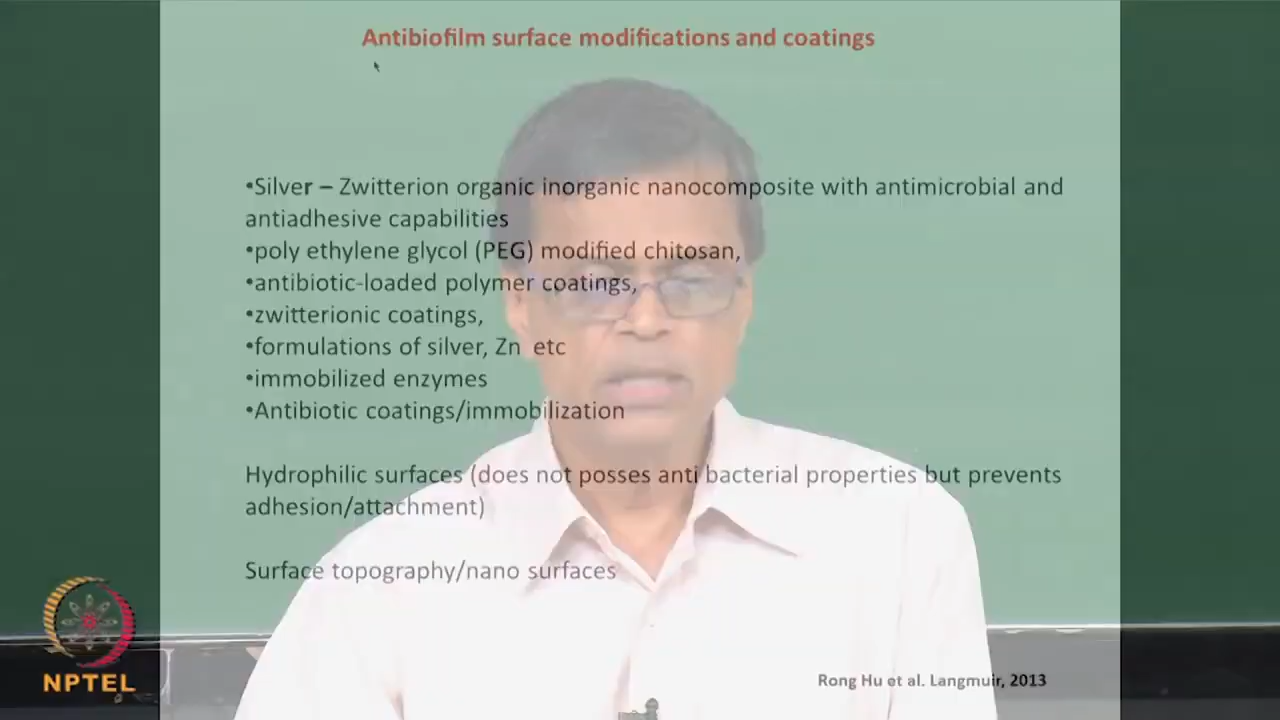 Antibiofilm surface modifications and coatings
•Silver – Zwitterion organic inorganic nanocomposite with antimicrobial and
antiadhesive capabilities
•poly ethylene glycol (PEG) modified chitosan,
•antibiotic-loaded polymer coatings,
•zwitterionic coatings,
•formulations of silver, Zn etc
•immobilized enzymes
•Antibiotic coatings/immobilization
Hydrophilic surfaces (does not posses anti bacterial properties but prevents
adhesion/attachment)
Surface topography/nano surfaces
Rong Hu et al. Langmuir, 2013
NPTEL